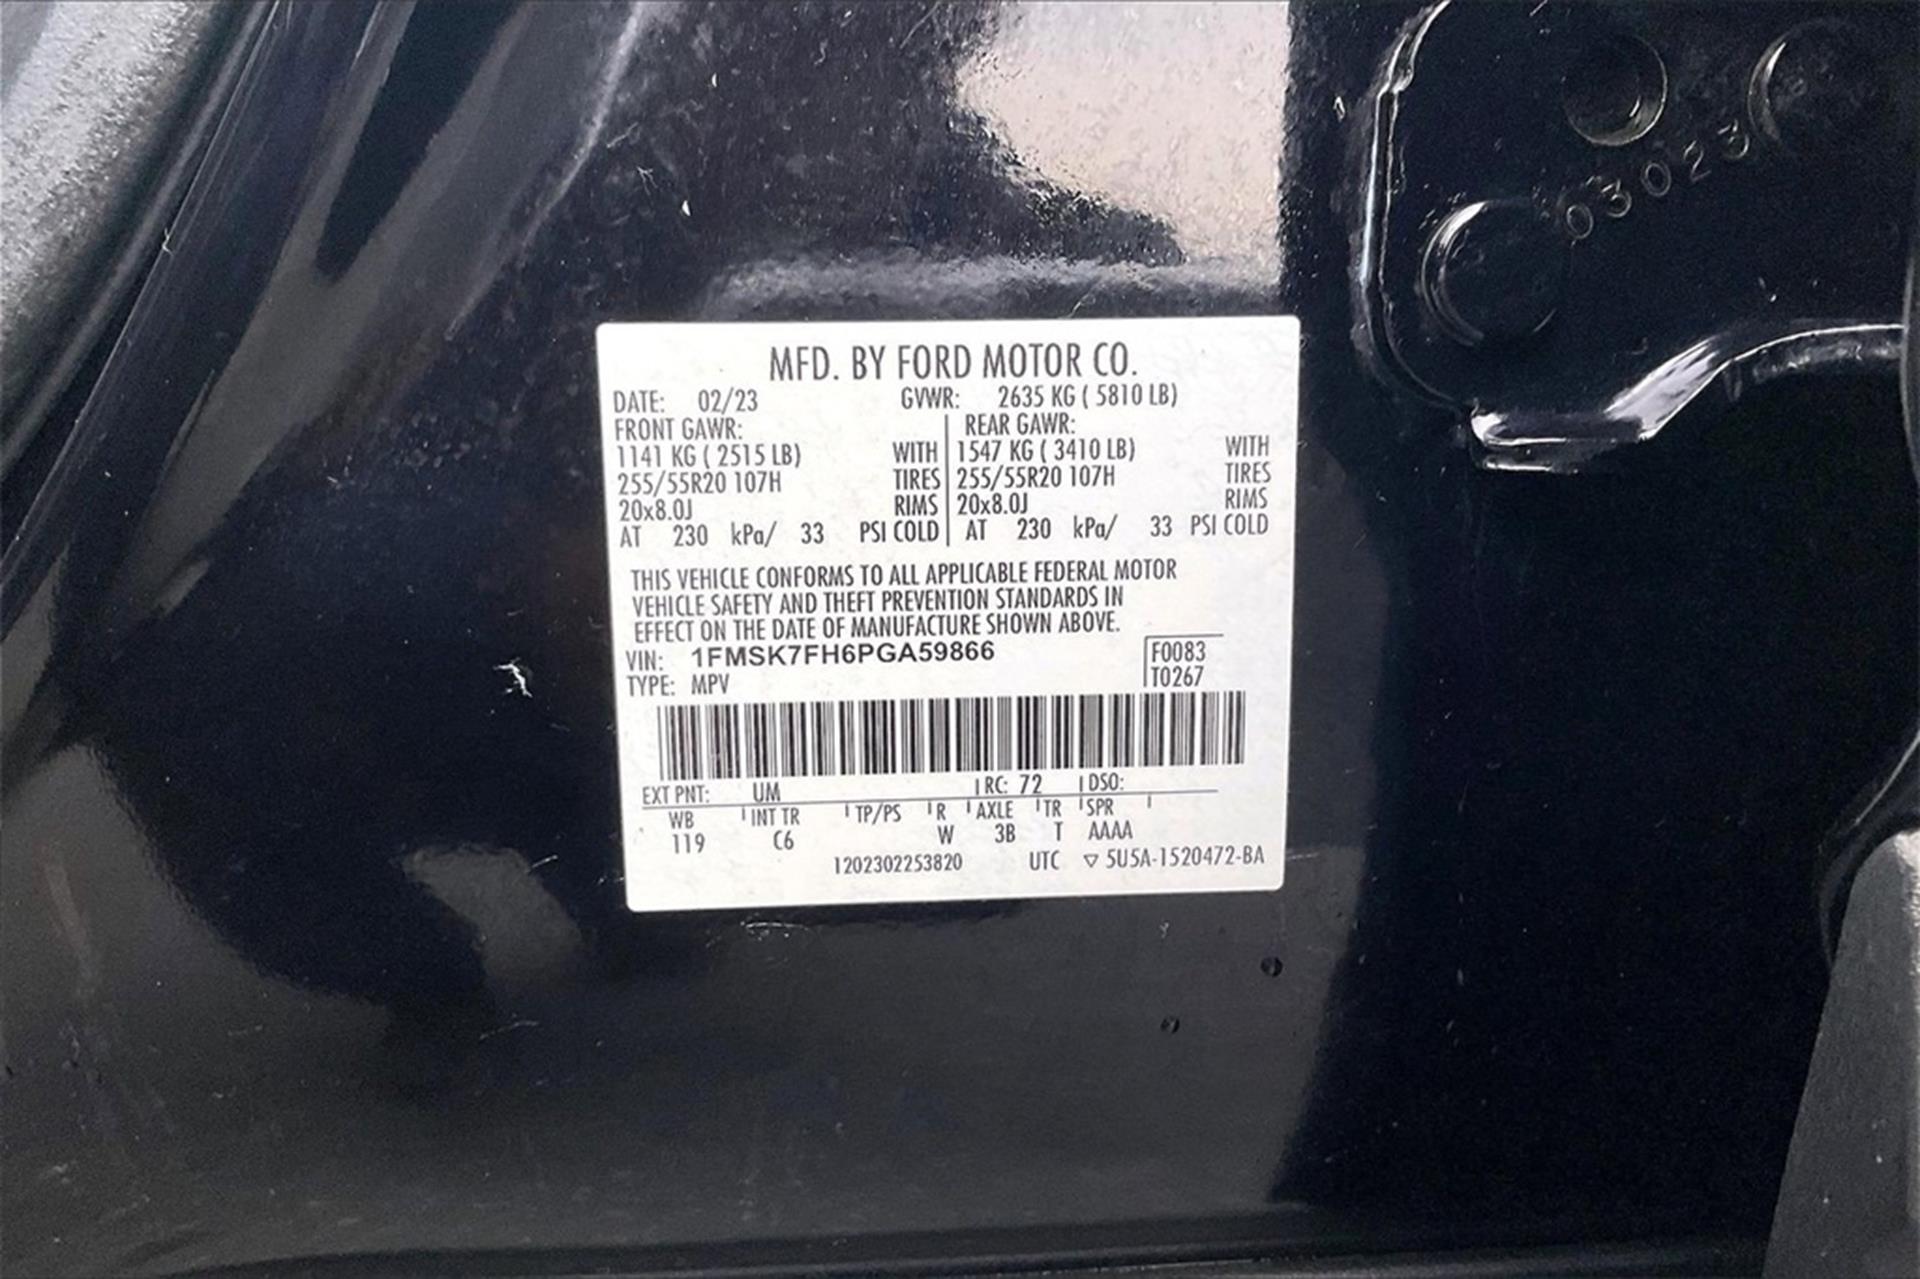 03023
MFD. BY FORD MOTOR CO.
DATE: 02/23 GVWR: 2635 KG ( 5810 LB)
FRONT GAWR: REAR GAWR:
1141 KG ( 2515 LB) WITH 1547 KG ( 3410 LB) WITH
255/55R20 107H TIRES 255/55R20 107H TIRES
20x8.0J RIMS 20x8.0J RIMS
AT 230 kPa/ 33 PSI COLD AT 230 kPa/ 33 PSI COLD
THIS VEHICLE CONFORMS TO ALL APPLICABLE FEDERAL MOTOR
VEHICLE SAFETY AND THEFT PREVENTION STANDARDS IN
EFFECT ON THE DATE OF MANUFACTURE SHOWN ABOVE.
VIN: 1FMSK7FH6PGA59866 F0083
TYPE: MPV T0267
EXT PNT: UM RC: 72 DSO:
WB INT TR TP/PS R AXLE TR SPR
119 C6 W 3B T AAAA
1202302253820 UTC ▽ 5U5A-1520472-BA